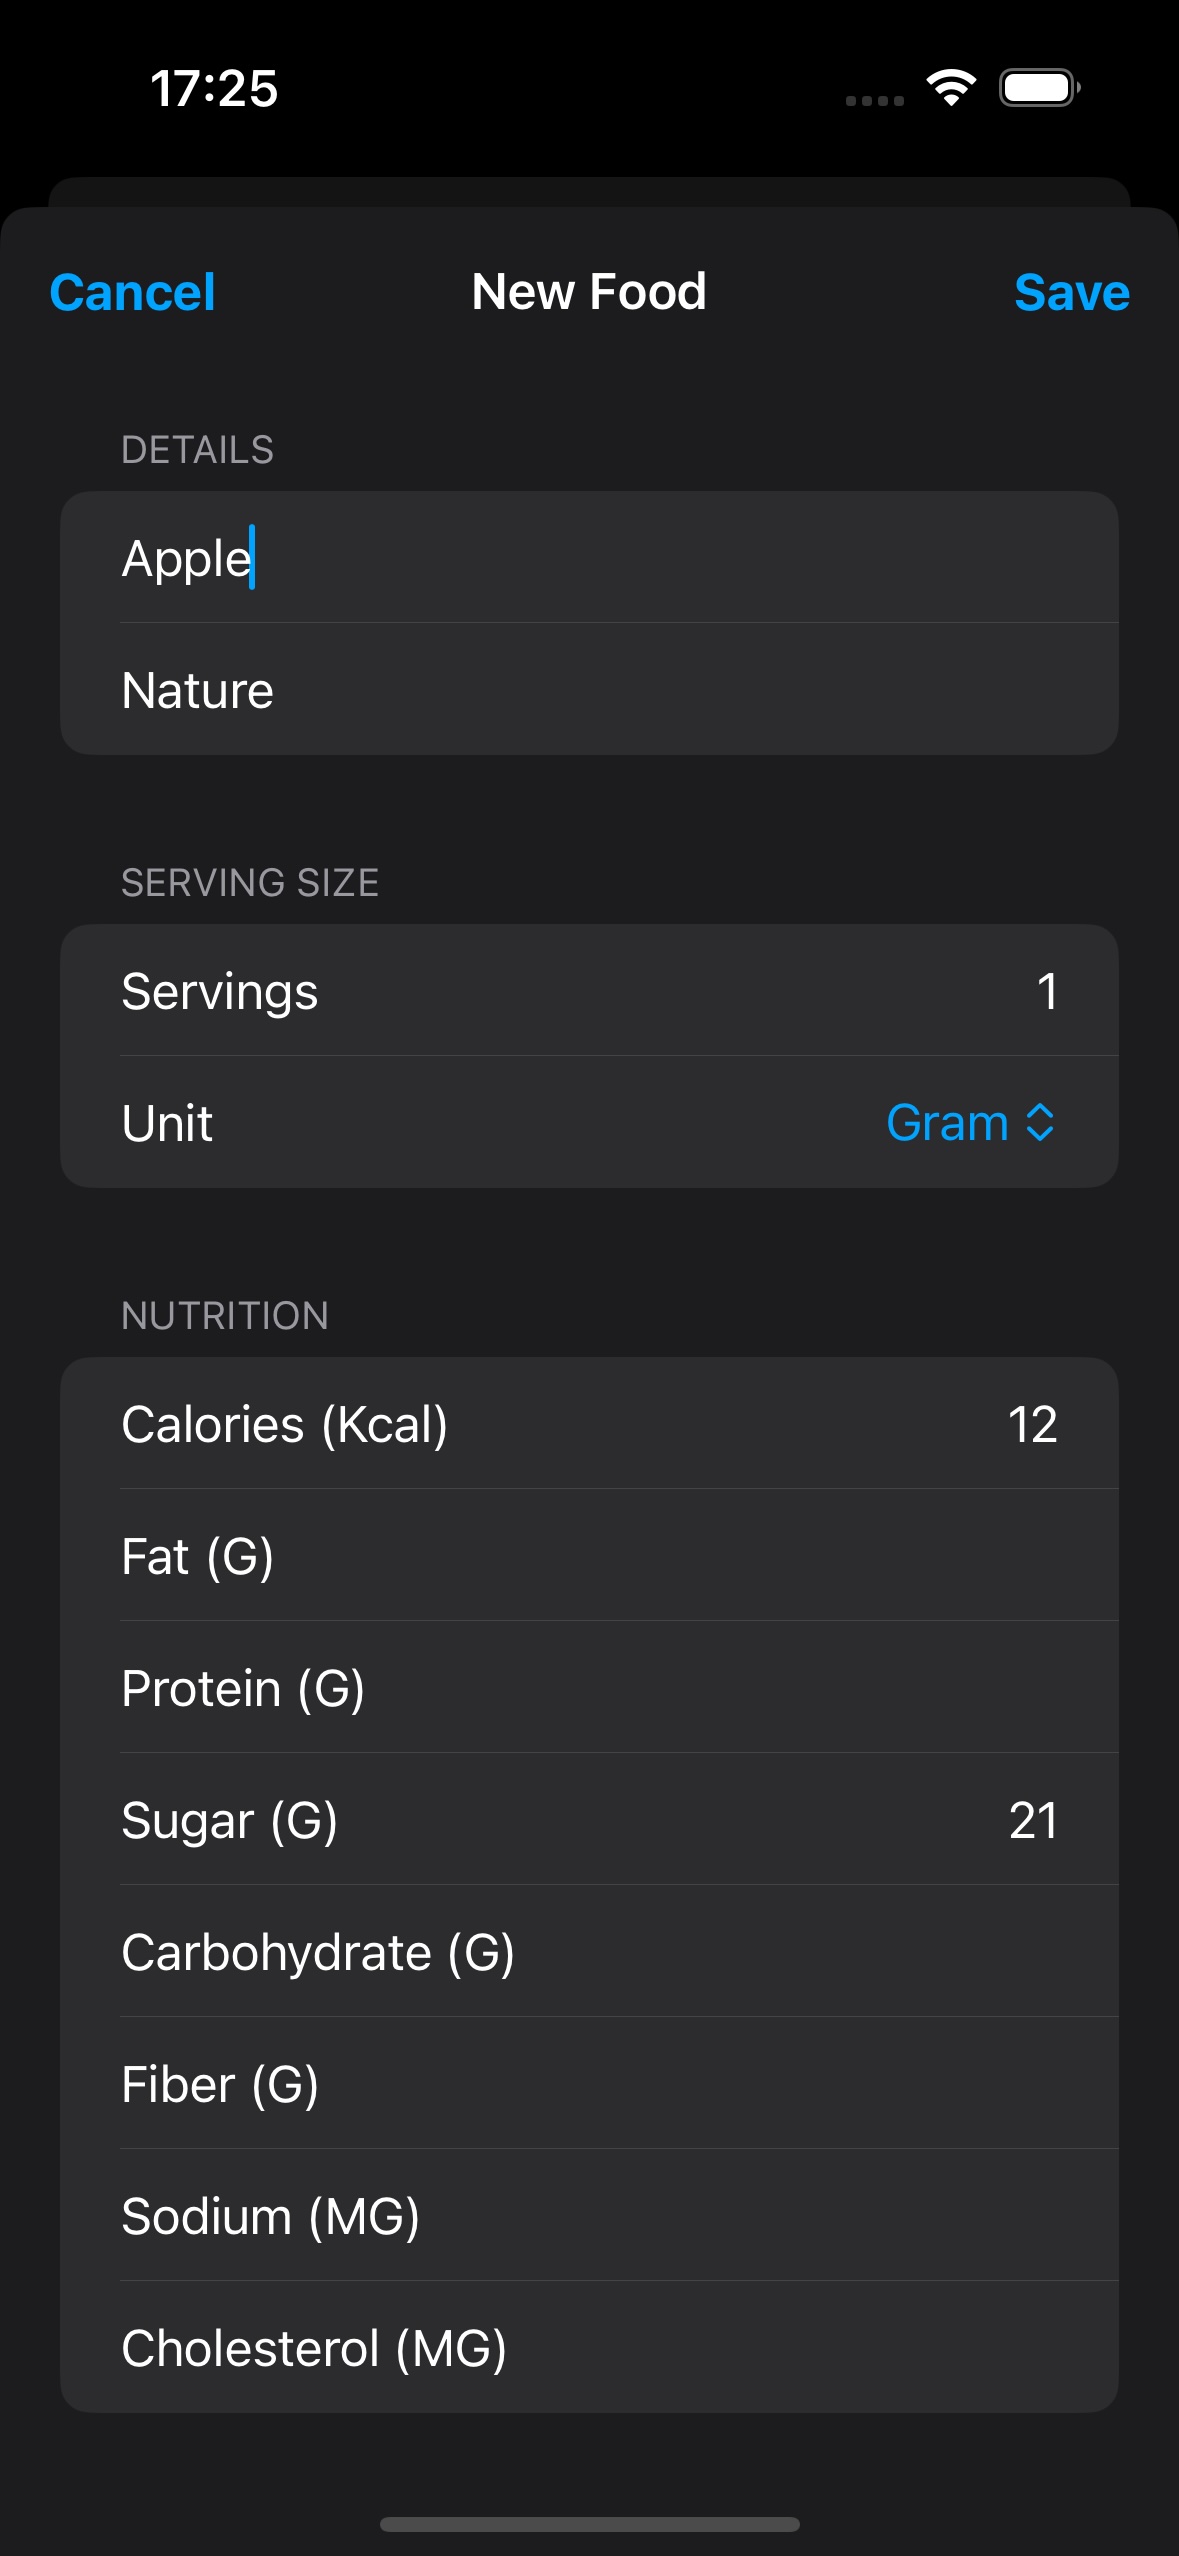 17:25
Cancel New Food Save
DETAILS
Apple
Nature
SERVING SIZE
Servings 1
Unit Gram
NUTRITION
Calories (Kcal) 12
Fat (G)
Protein (G)
Sugar (G) 21
Carbohydrate (G)
Fiber (G)
Sodium (MG)
Cholesterol (MG)